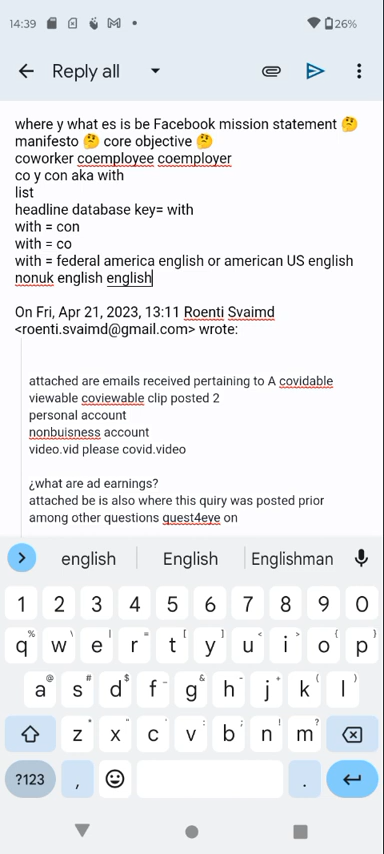 14:39
26%
Reply all
where y what es is be Facebook mission statement 🤔
manifesto 🤔 core objective 🤔
coworker coemployee coemployer
co y con aka with
list
headline database key= with
with = con
with = co
with = federal america english or american US english
nonuk english english
On Fri, Apr 21, 2023, 13:11 Roenti Svaimd
<roenti.svaimd@gmail.com> wrote:
attached are emails received pertaining to A covidable
viewable coviewable clip posted 2
personal account
nonbuisness account
video.vid please covid.video
¿what are ad earnings?
attached be is also where this quiry was posted prior
among other questions quest4eye on
english English Englishman
1 2 3 4 5 6 7 8 9 0
% \ | = [ ] < > { }
q w e r t y u i o p
@ # $ _ & - + ( )
a s d f g h j k l
* " ' : ; ! ?
z x c v b n m
?123 , .